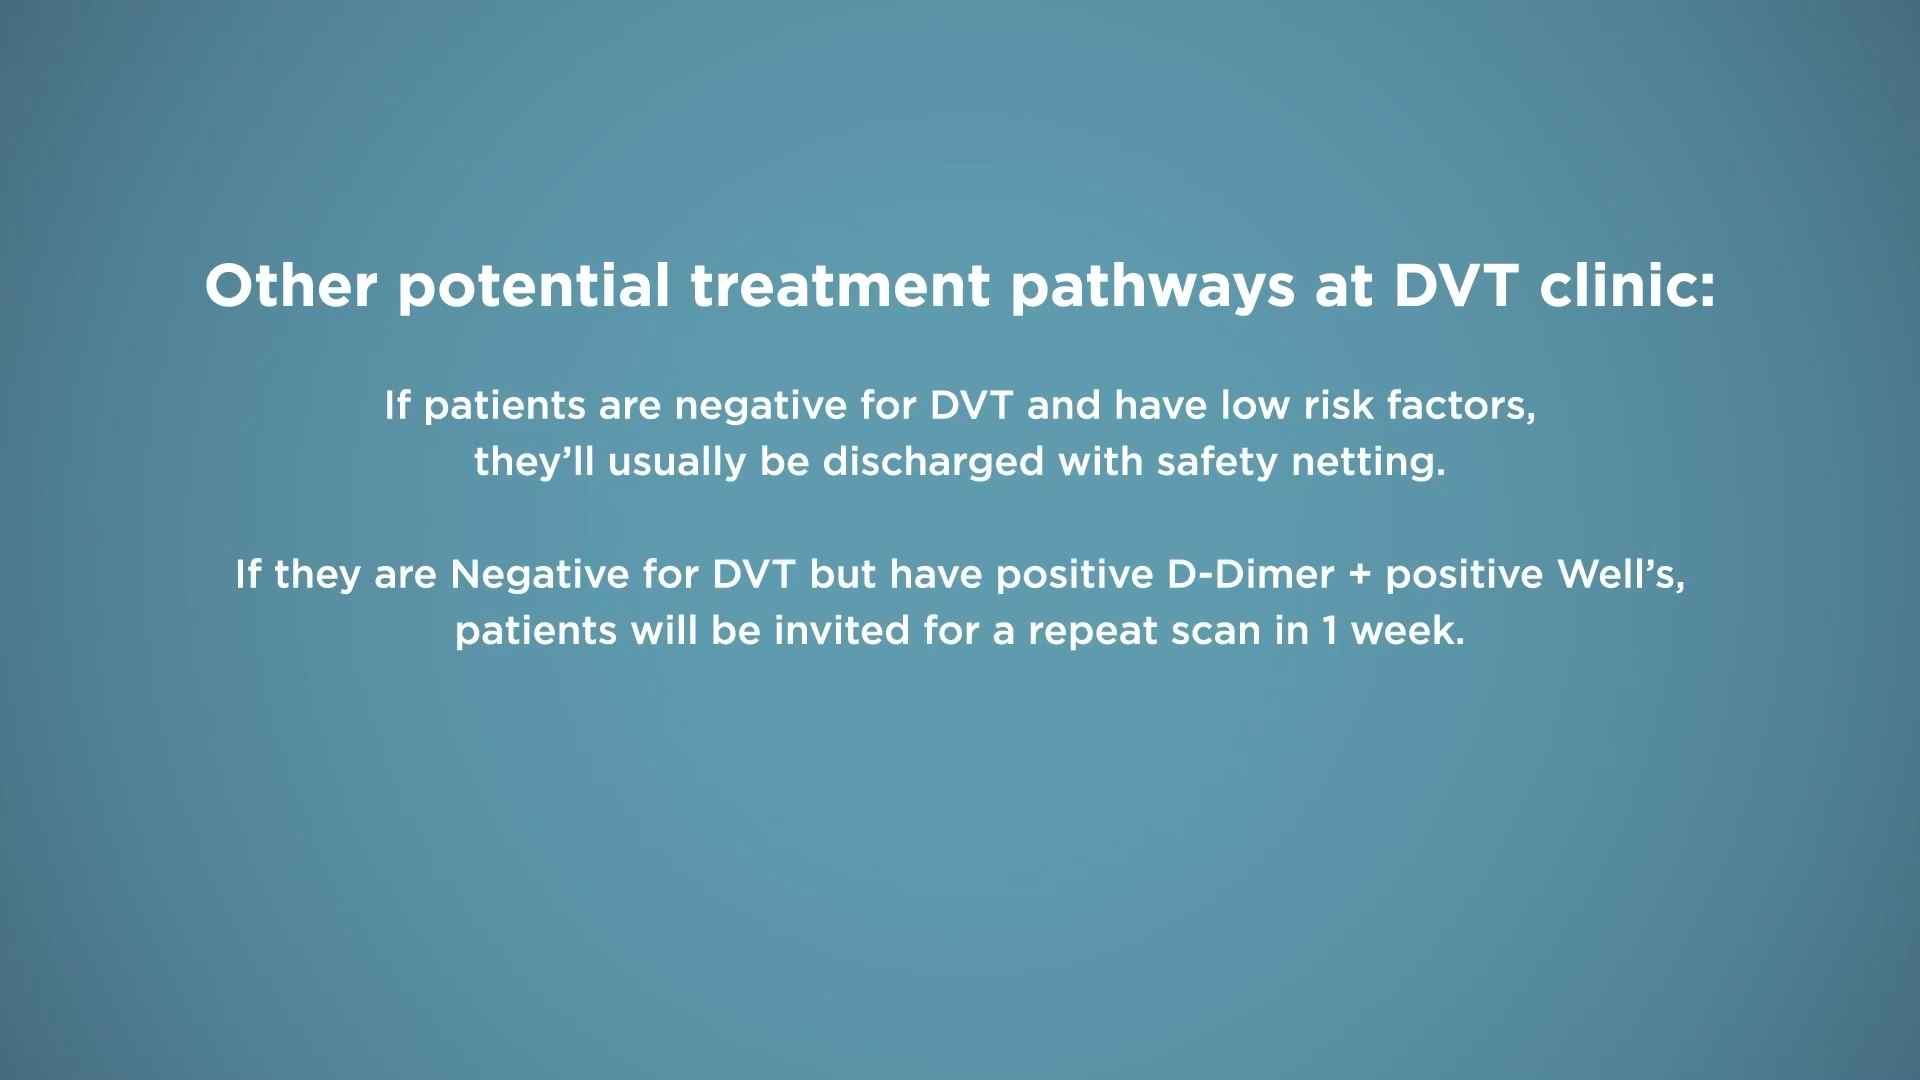 Other potential treatment pathways at DVT clinic:
If patients are negative for DVT and have low risk factors,
they’ll usually be discharged with safety netting.
If they are Negative for DVT but have positive D-Dimer + positive Well’s,
patients will be invited for a repeat scan in 1 week.